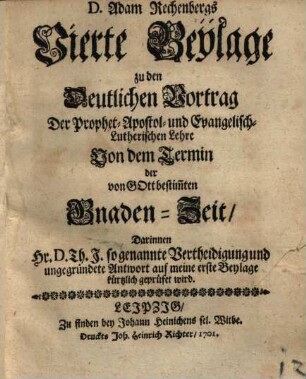 D. Adam Rechenbergs
Vierte Beylage
zu den
Deutlichen Vortrag
Der Prophet-Apostol- und Evangelisch-
Lutherischen Lehre
Von dem Termin
der
von GOtt bestim̃ten
Gnaden-Zeit/
Darinnen
Hr. D. Th. J. so genannte Vertheidigung und
ungegründete Antwort auf meine erste Beylage
kürtzlich geprüfet wird.
LEIPZIG/
Zu finden bey Johann Heinichens sel. Witbe.
Druckts Joh. Heinrich Richter/ 1701.